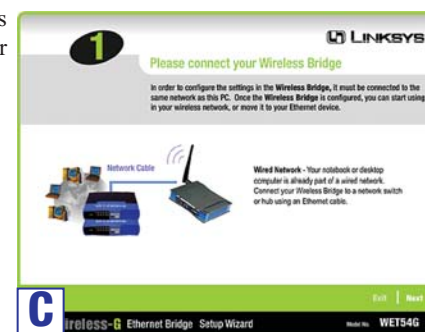 s
r
1
LINKSYS
Please connect your Wireless Bridge
In order to configure the settings in the Wireless Bridge, it must be connected to the
same network as this PC. Once the Wireless Bridge is configured, you can start using
in your wireless network, or move it to your Ethernet device.
Network Cable
Wired Network - Your notebook or desktop
computer is already part of a wired network.
Connect your Wireless Bridge to a network switch
or hub using an Ethernet cable.
Exit | Next
C
ireless-G Ethernet Bridge Setup Wizard
Model No. WET54G